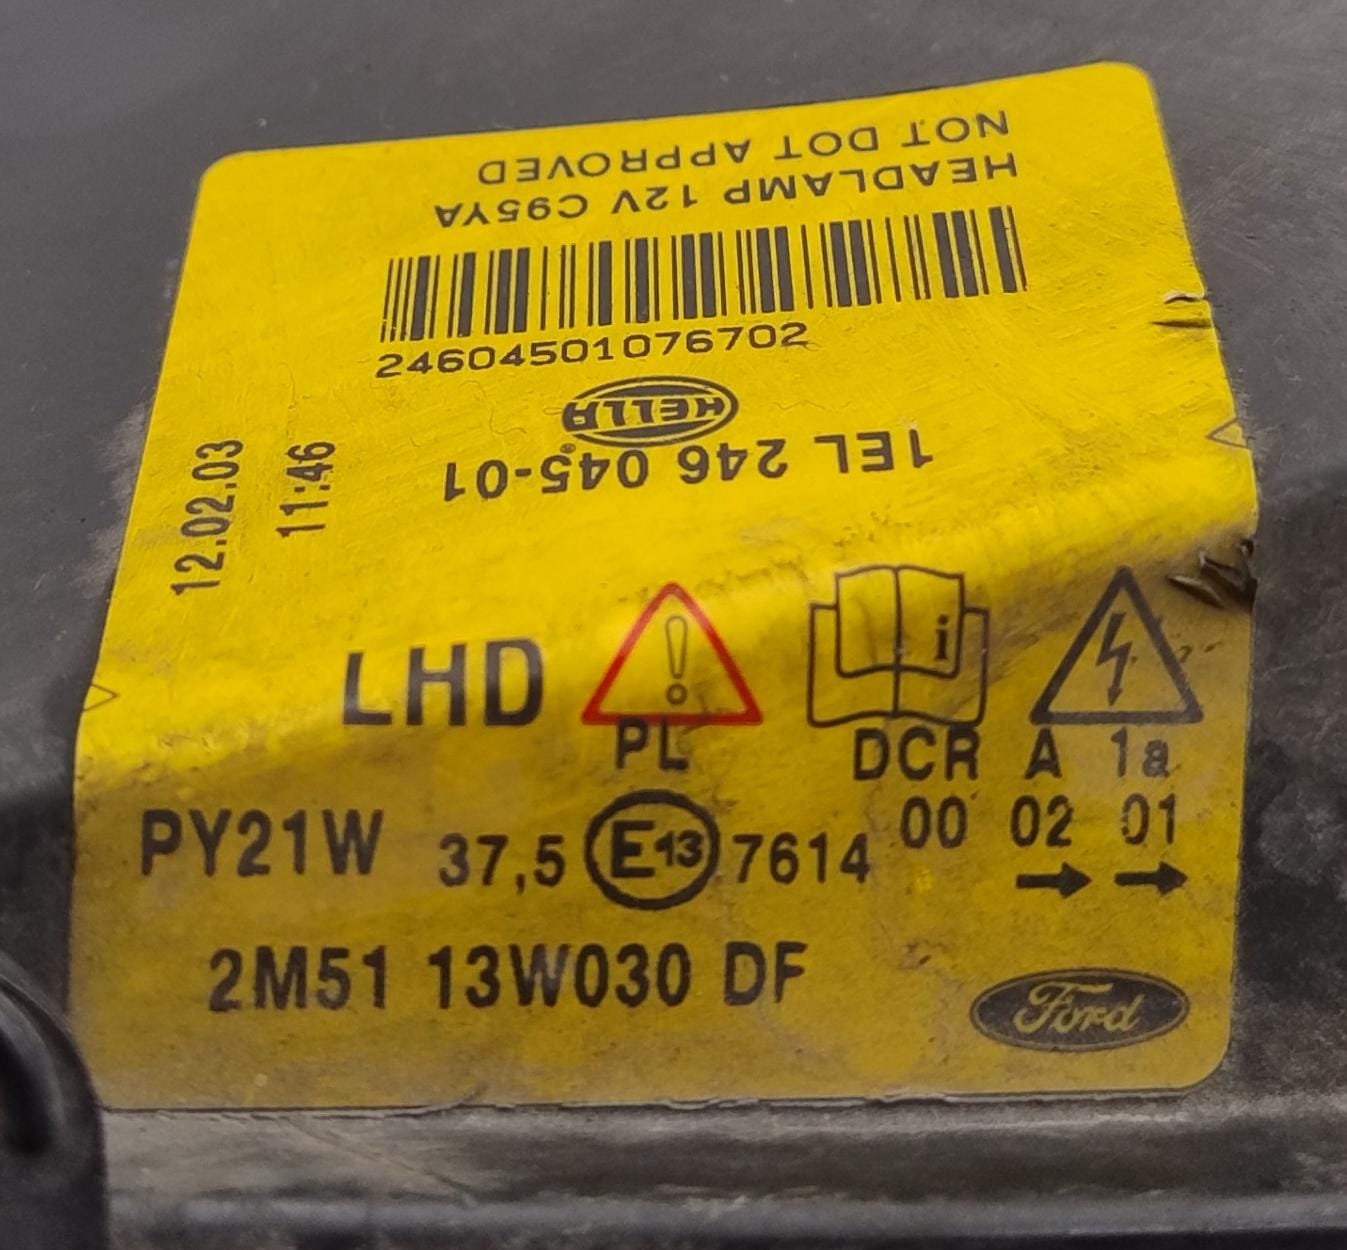 NOT DOT APPROVED
HEADLAMP 12V C95YA
24604501076702
HELLA
1EL 246 045-01
12.02.03
11:46
LHD
i
PL DCR A 1a
PY21W 37,5 E13 7614 00 02 01
2M51 13W030 DF
Ford